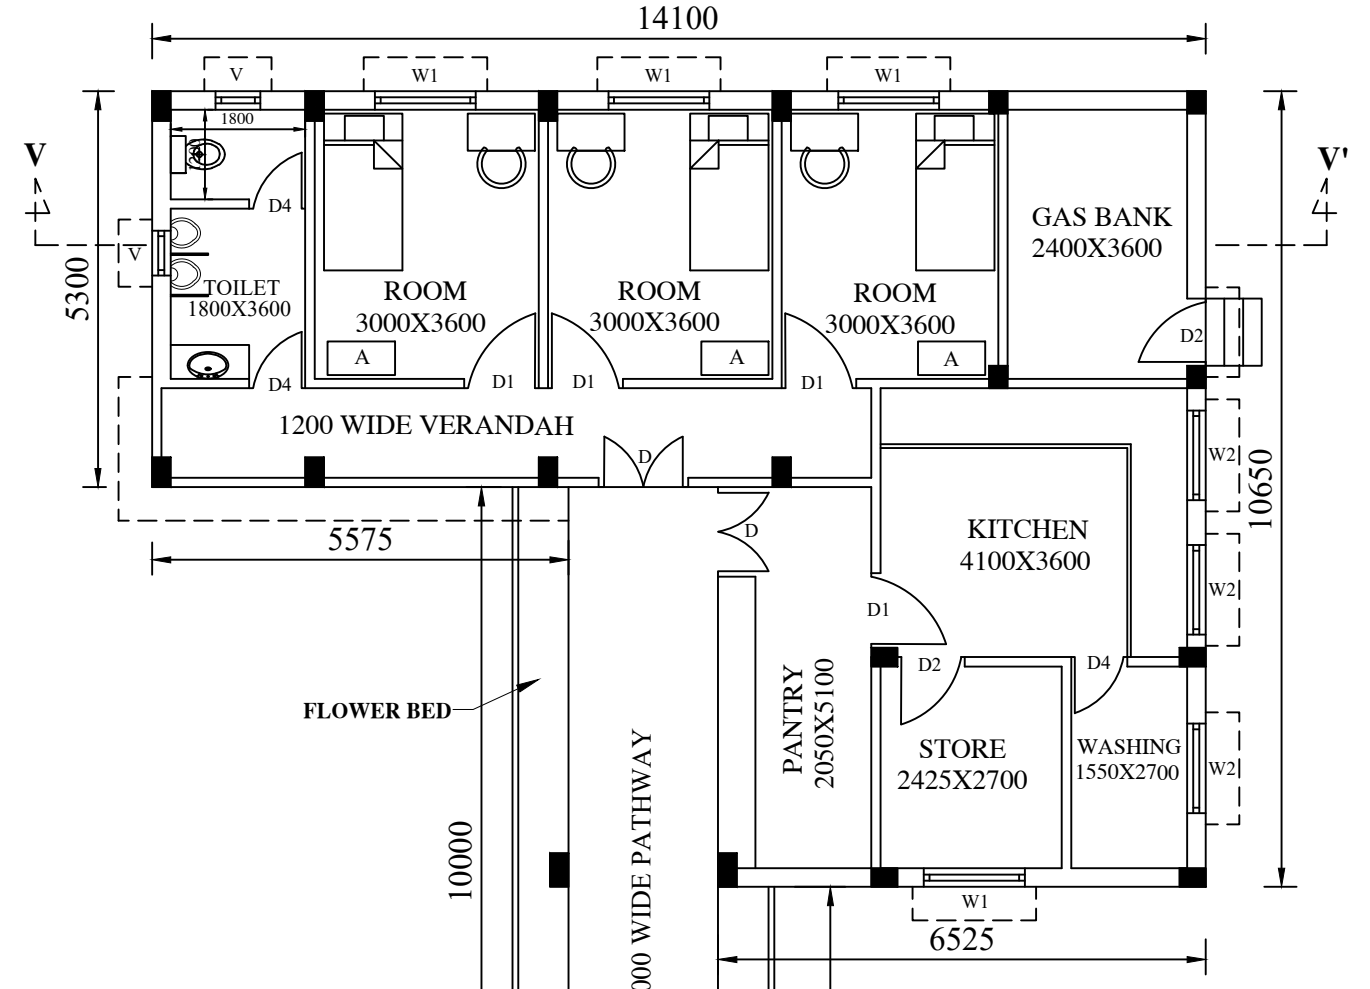 14100
V
W1
W1
W1
1800
V
V'
D4
GAS BANK
2400X3600
V
5300
TOILET
1800X3600
ROOM
3000X3600
ROOM
3000X3600
ROOM
3000X3600
D2
A
A
A
D4
D1
D1
D1
1200 WIDE VERANDAH
D
W2
10650
5575
D
KITCHEN
4100X3600
W2
D1
D2
D4
FLOWER BED
PANTRY
2050X5100
STORE
2425X2700
WASHING
1550X2700
W2
10000
000 WIDE PATHWAY
W1
6525